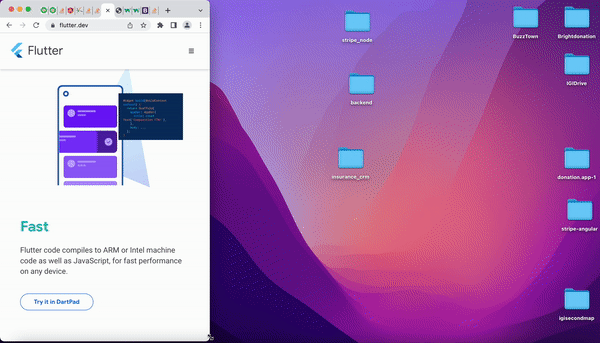 flutter.dev
Flutter
Fast
Flutter code compiles to ARM or Intel machine
code as well as JavaScript, for fast performance
on any device.
Try it in DartPad
stripe_node
BuzzTown
Brightdonation
backend
IGIDrive
insurance_crm
donation.app-1
stripe-angular
igisecondmap